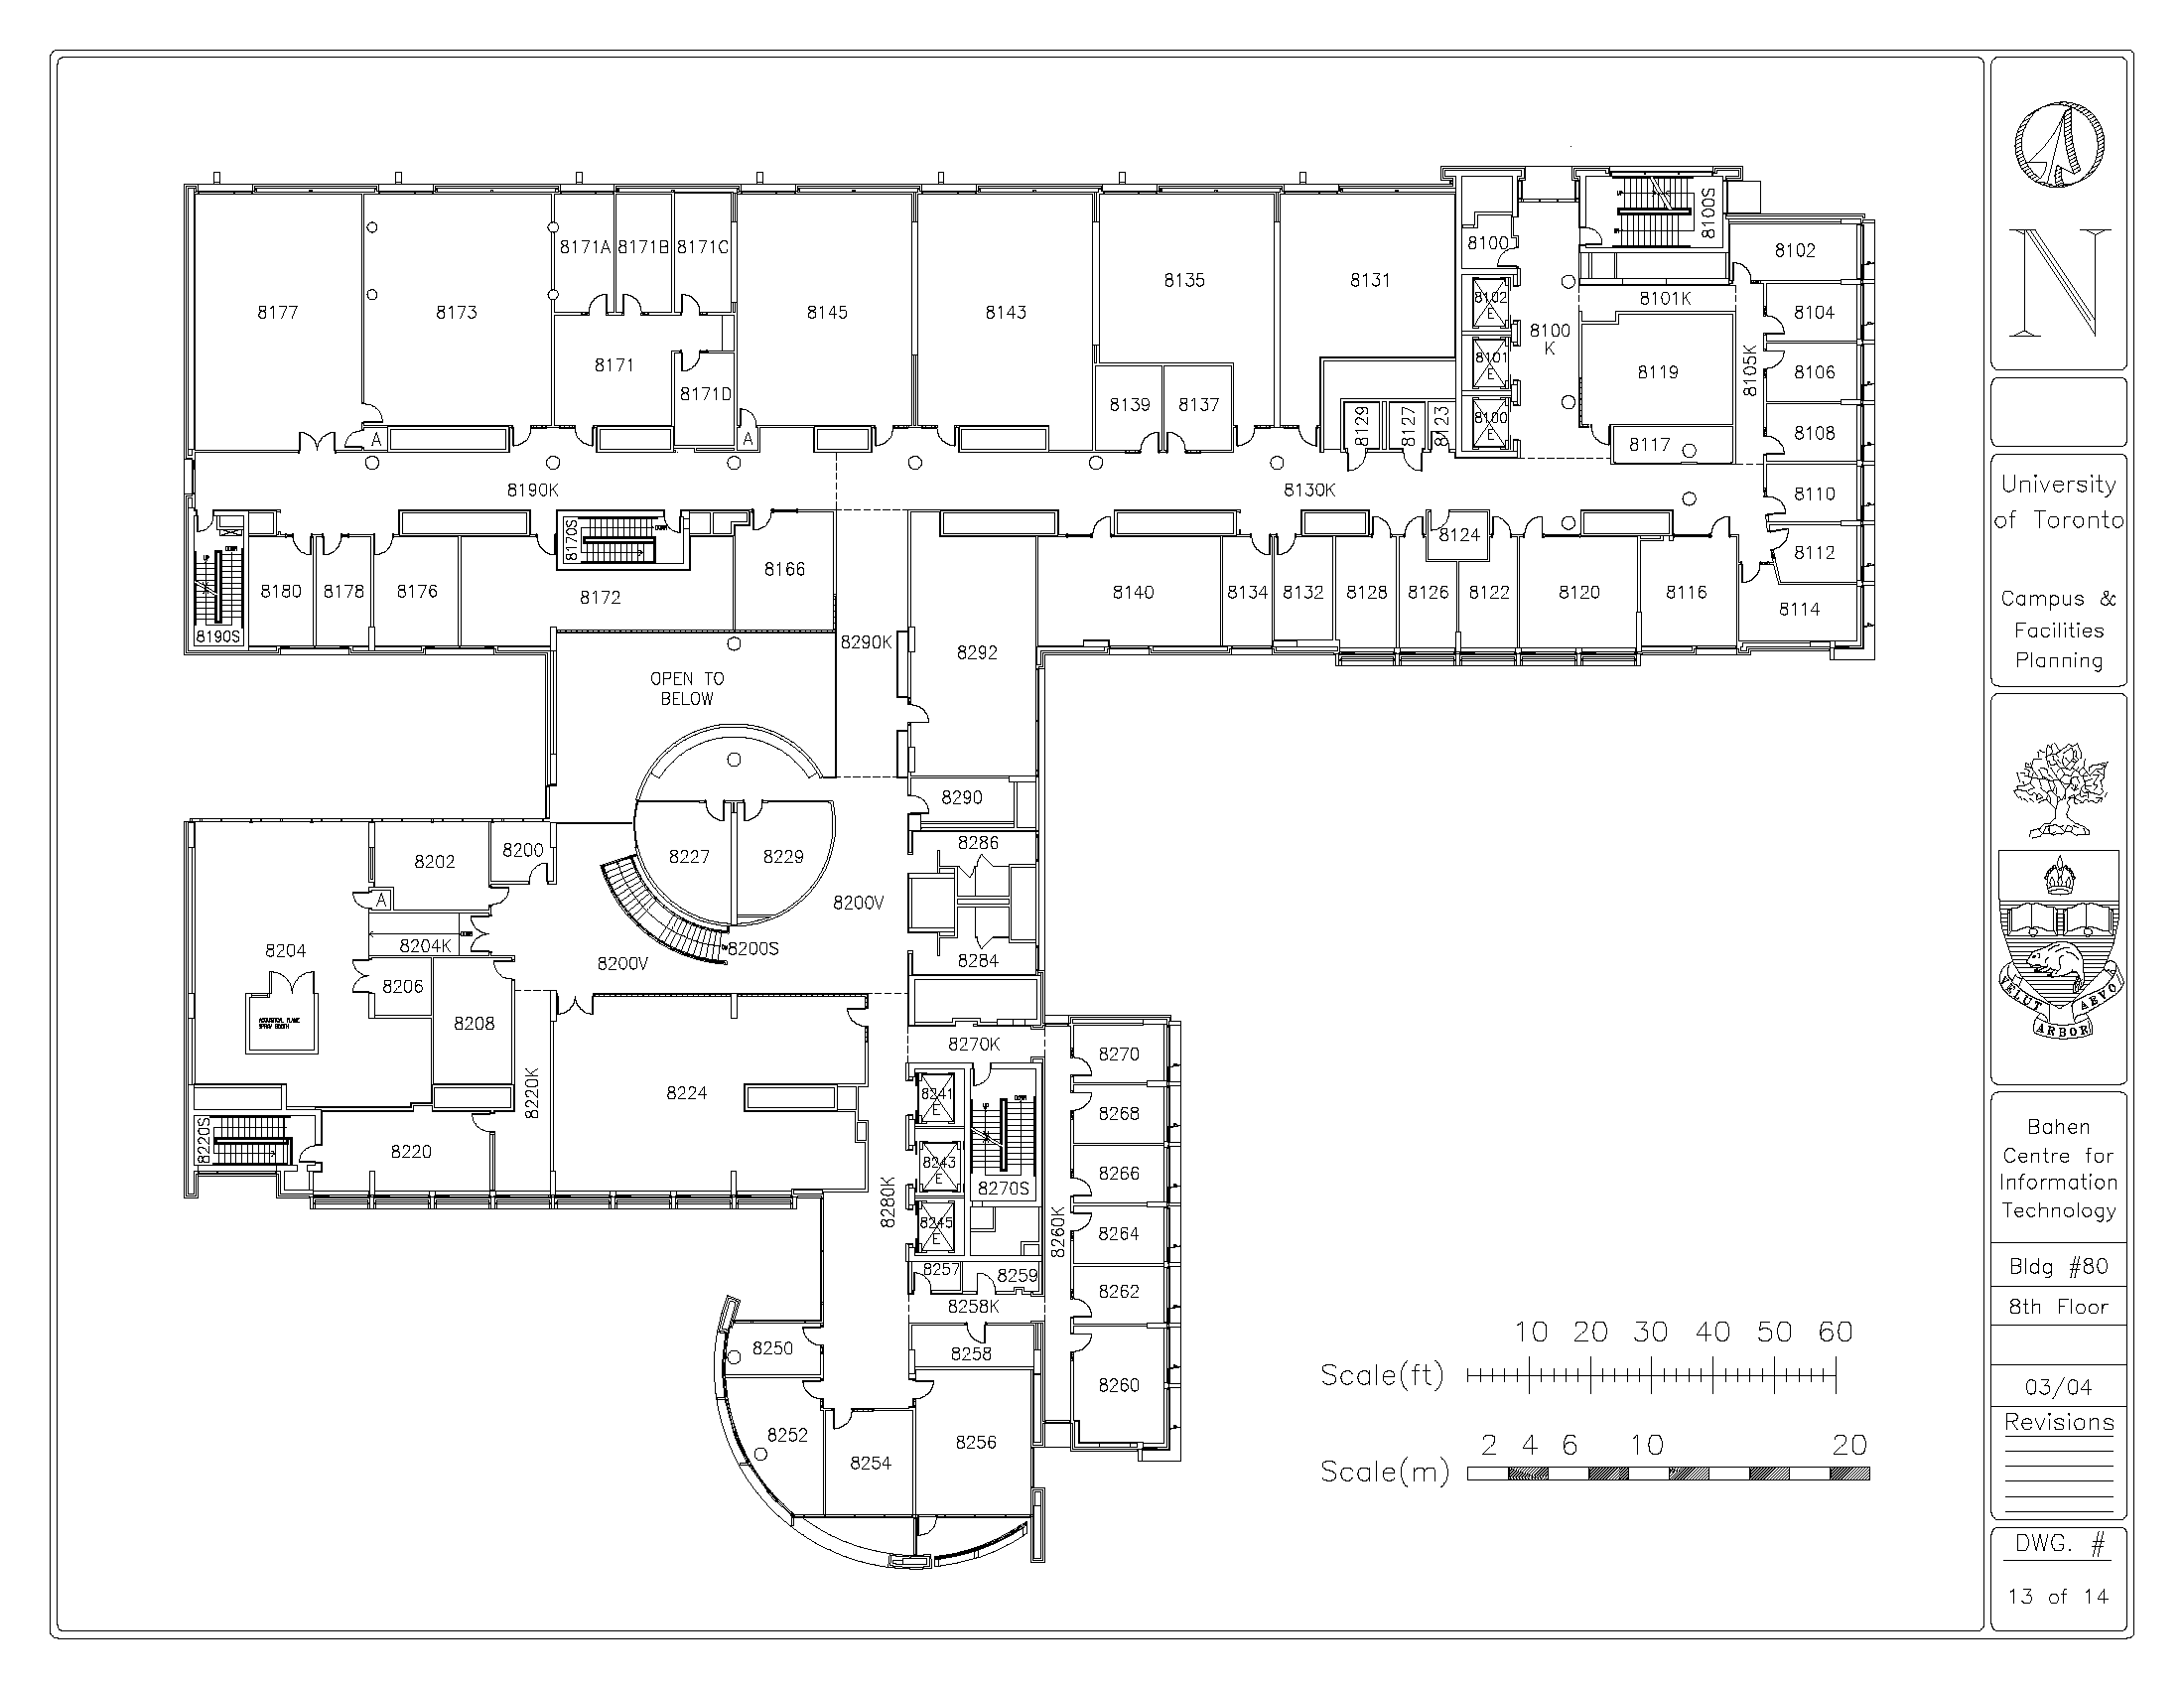 8100S
8102
8171A
8171B
8171C
8100
8135
8131
8101K
8102
E
8177
8173
8145
8143
8100
K
8104
8101
E
8105K
8171
8119
8106
8171D
8139
8137
8100
E
8129
8127
8123
8108
A
A
8117
8190K
8130K
8110
8170S
UP
DOWN
8124
8112
8166
8180
8178
8176
8172
8140
8134
8132
8128
8126
8122
8120
8116
8114
8190S
8290K
8292
OPEN TO
BELOW
8290
8286
8202
8200
8227
8229
A
8200V
8204
8204K
8200S
8200V
8284
8206
8208
ACOUSTICAL PLANE
SPRAY BOOTH
8270K
8270
8220K
8224
8241
E
8268
8220S
8220
8243
E
8266
8270S
8280K
8245
E
8260K
8264
8257
8259
8262
8258K
8250
8258
8260
8252
8254
8256
10 20 30 40 50 60
Scale(ft)
2 4 6 10 20
Scale(m)
N
University
of Toronto
Campus &
Facilities
Planning
VELUT ARBOR AEVO
Bahen
Centre for
Information
Technology
Bldg #80
8th Floor
03/04
Revisions
DWG. #
13 of 14